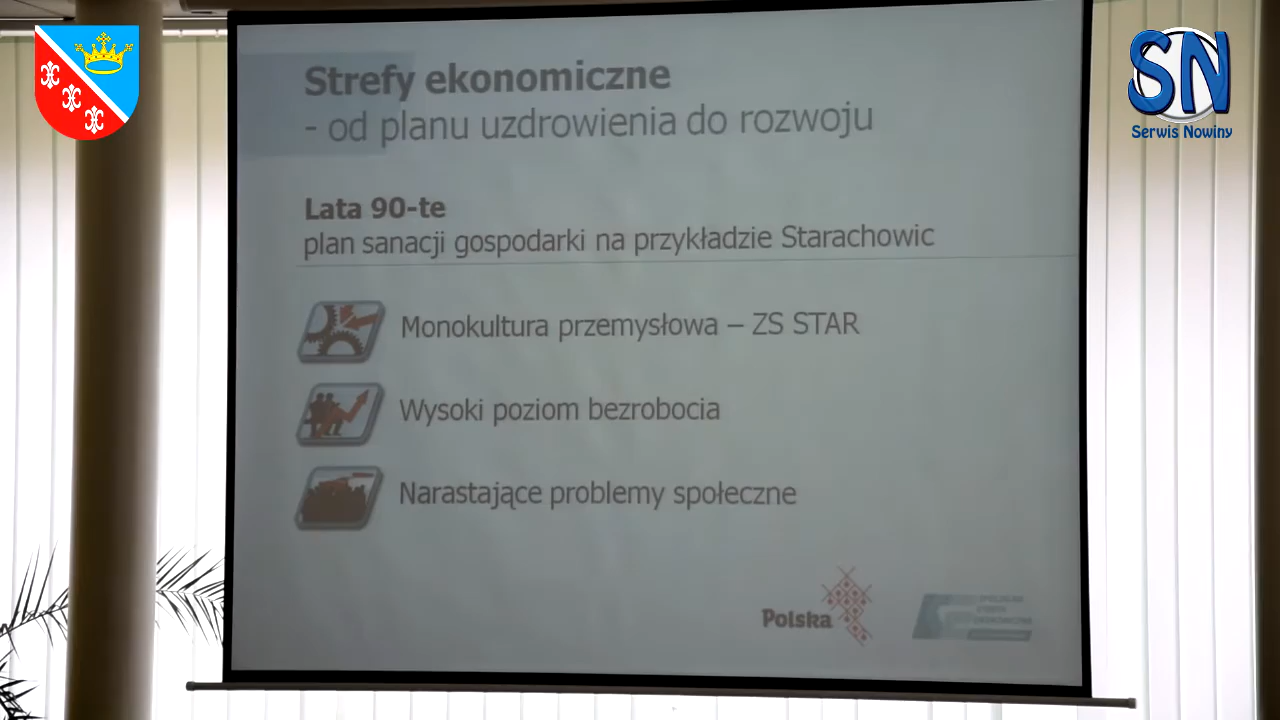 SN
Serwis Nowiny
Strefy ekonomiczne
- od planu uzdrowienia do rozwoju
Lata 90-te
plan sanacji gospodarki na przykładzie Starachowic
Monokultura przemysłowa – ZS STAR
Wysoki poziom bezrobocia
Narastające problemy społeczne
Polska